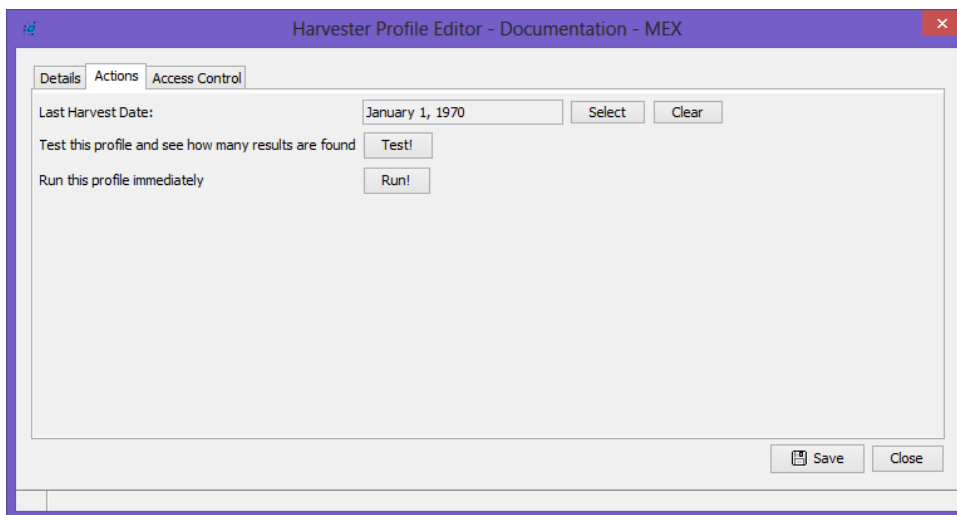 Harvester Profile Editor - Documentation - MEX
Details Actions Access Control
Last Harvest Date: January 1, 1970 Select Clear
Test this profile and see how many results are found Test!
Run this profile immediately Run!
Save Close